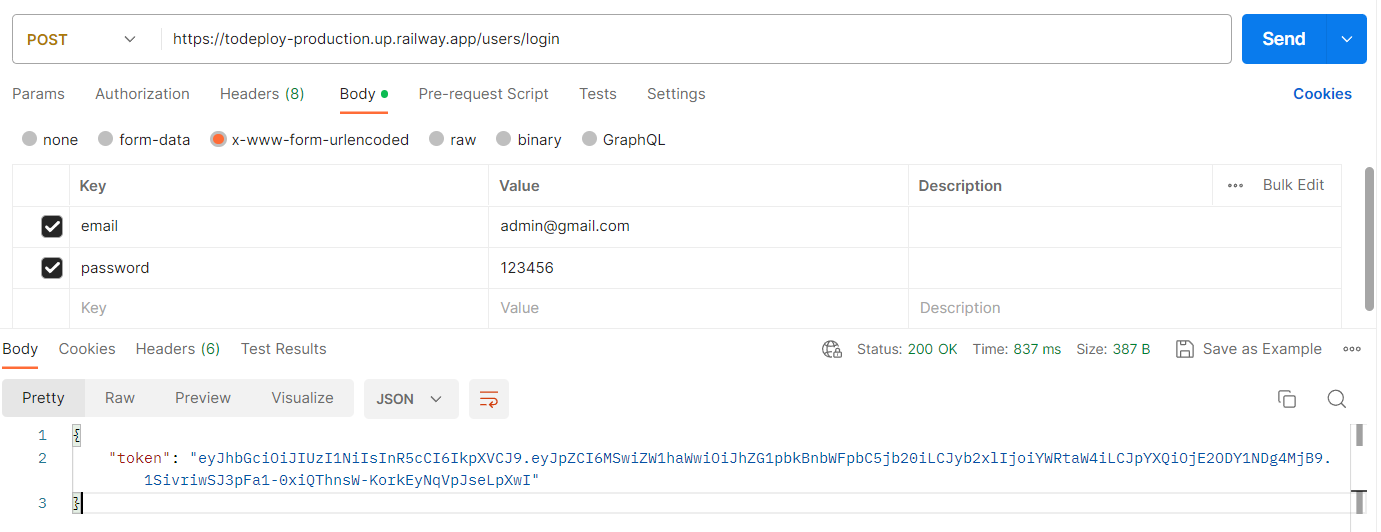 POST https://todeploy-production.up.railway.app/users/login Send
Params Authorization Headers (8) Body Pre-request Script Tests Settings Cookies
none form-data x-www-form-urlencoded raw binary GraphQL
Key Value Description Bulk Edit
email admin@gmail.com
password 123456
Key Value Description
Body Cookies Headers (6) Test Results Status: 200 OK Time: 837 ms Size: 387 B Save as Example
Pretty Raw Preview Visualize JSON
1 {
2 "token": "eyJhbGciOiJIUzI1NiIsInR5cCI6IkpXVCJ9.eyJpZCI6MSwiZW1haWwiOiJhZG1pbkBnbWFpbC5jb20iLCJyb2xlIjoiYWRtaW4iLCJpYXQiOjE2ODY1NDg4MjB9.
1SivriwSJ3pFa1-0xiQThnsW-KorkEyNqVpJseLpXwI"
3 }